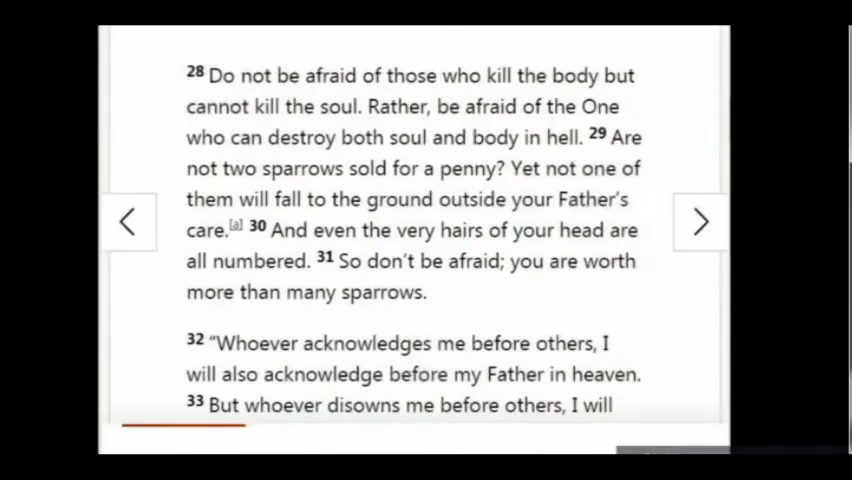 28 Do not be afraid of those who kill the body but
cannot kill the soul. Rather, be afraid of the One
who can destroy both soul and body in hell. 29 Are
not two sparrows sold for a penny? Yet not one of
them will fall to the ground outside your Father's
care.[a] 30 And even the very hairs of your head are
all numbered. 31 So don't be afraid; you are worth
more than many sparrows.
32 "Whoever acknowledges me before others, I
will also acknowledge before my Father in heaven.
33 But whoever disowns me before others, I will